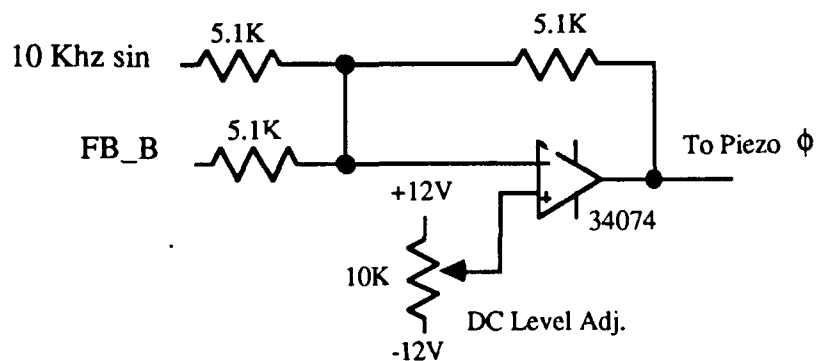 5.1K
5.1K
10 Khz sin
5.1K
FB_B
To Piezo ϕ
+12V
34074
10K
DC Level Adj.
-12V